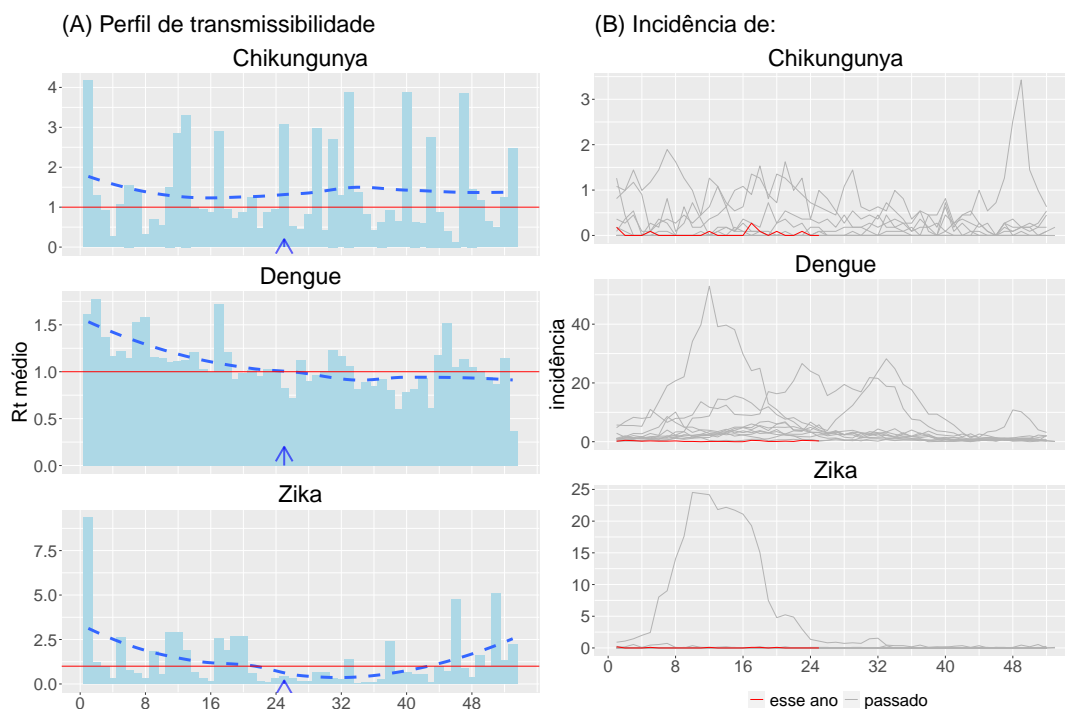 (A) Perfil de transmissibilidade
Chikungunya
4
3
2
1
0
Dengue
1.5
1.0
0.5
0.0
Rt médio
Zika
7.5
5.0
2.5
0.0
0 8 16 24 32 40 48
(B) Incidência de:
Chikungunya
3
2
1
0
Dengue
40
20
0
incidência
Zika
25
20
15
10
5
0
0 8 16 24 32 40 48
esse ano passado